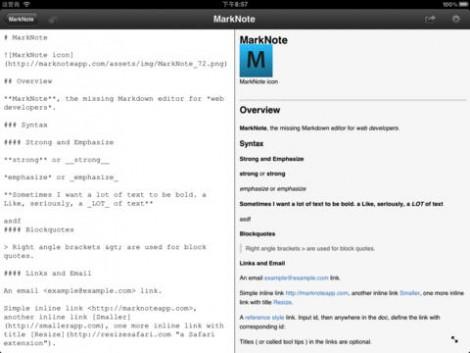 下午8:57
MarkNote
MarkNote
# MarkNote
![MarkNote icon]
(http://marknoteapp.com/assets/img/MarkNote_72.png)
## Overview
**MarkNote**, the missing Markdown editor for *web
developers*.
### Syntax
#### Strong and Emphasize
**strong** or __strong__
*emphasize* or _emphasize_
**Sometimes I want a lot of text to be bold. a
Like, seriously, a _LOT_ of text**
asdf
#### Blockquotes
> Right angle brackets &gt; are used for block
quotes.
#### Links and Email
An email <example@example.com> link.
Simple inline link <http://marknoteapp.com>,
another inline link [Smaller]
(http://smallerapp.com), one more inline link with
title [Resize](http://resizesafari.com "a Safari
extension").
MarkNote
M
MarkNote icon
Overview
MarkNote, the missing Markdown editor for web developers.
Syntax
Strong and Emphasize
strong or strong
emphasize or emphasize
Sometimes I want a lot of text to be bold. a Like, seriously, a LOT of text
asdf
Blockquotes
Right angle brackets > are used for block quotes.
Links and Email
An email example@example.com link.
Simple inline link http://marknoteapp.com, another inline link Smaller, one more inline
link with title Resize.
A reference style link. Input id, then anywhere in the doc, define the link with
corresponding id:
Titles ( or called tool tips ) in the links are optional.